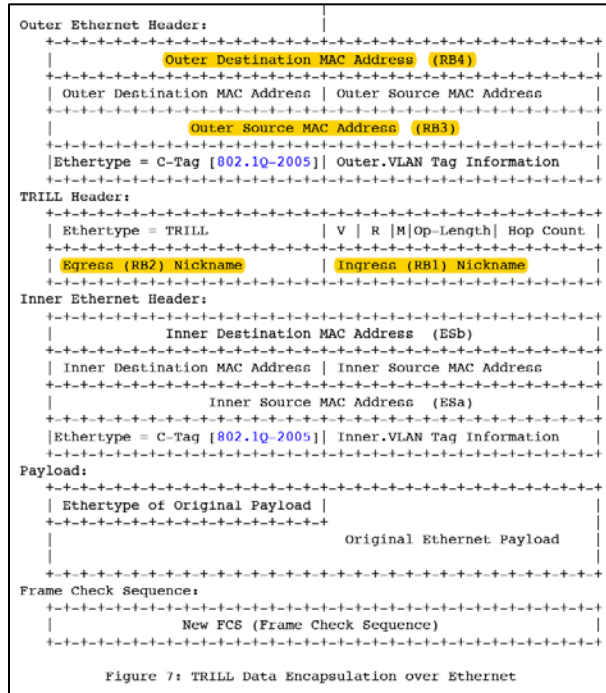 Outer Ethernet Header: |
+-+-+-+-+-+-+-+-+-+-+-+-+-+-+-+-+-+-+-+-+-+-+-+-+-+-+-+-+-+-+-+-+
| Outer Destination MAC Address (RB4) |
+-+-+-+-+-+-+-+-+-+-+-+-+-+-+-+-+-+-+-+-+-+-+-+-+-+-+-+-+-+-+-+-+
| Outer Destination MAC Address | Outer Source MAC Address |
+-+-+-+-+-+-+-+-+-+-+-+-+-+-+-+-+-+-+-+-+-+-+-+-+-+-+-+-+-+-+-+-+
| Outer Source MAC Address (RB3) |
+-+-+-+-+-+-+-+-+-+-+-+-+-+-+-+-+-+-+-+-+-+-+-+-+-+-+-+-+-+-+-+-+
|Ethertype = C-Tag [802.1Q-2005]| Outer.VLAN Tag Information |
+-+-+-+-+-+-+-+-+-+-+-+-+-+-+-+-+-+-+-+-+-+-+-+-+-+-+-+-+-+-+-+-+
TRILL Header:
+-+-+-+-+-+-+-+-+-+-+-+-+-+-+-+-+-+-+-+-+-+-+-+-+-+-+-+-+-+-+-+-+
| Ethertype = TRILL | V | R |M|Op-Length| Hop Count |
+-+-+-+-+-+-+-+-+-+-+-+-+-+-+-+-+-+-+-+-+-+-+-+-+-+-+-+-+-+-+-+-+
| Egress (RB2) Nickname | Ingress (RB1) Nickname |
+-+-+-+-+-+-+-+-+-+-+-+-+-+-+-+-+-+-+-+-+-+-+-+-+-+-+-+-+-+-+-+-+
Inner Ethernet Header:
+-+-+-+-+-+-+-+-+-+-+-+-+-+-+-+-+-+-+-+-+-+-+-+-+-+-+-+-+-+-+-+-+
| Inner Destination MAC Address (ESb) |
+-+-+-+-+-+-+-+-+-+-+-+-+-+-+-+-+-+-+-+-+-+-+-+-+-+-+-+-+-+-+-+-+
| Inner Destination MAC Address | Inner Source MAC Address |
+-+-+-+-+-+-+-+-+-+-+-+-+-+-+-+-+-+-+-+-+-+-+-+-+-+-+-+-+-+-+-+-+
| Inner Source MAC Address (ESa) |
+-+-+-+-+-+-+-+-+-+-+-+-+-+-+-+-+-+-+-+-+-+-+-+-+-+-+-+-+-+-+-+-+
|Ethertype = C-Tag [802.1Q-2005]| Inner.VLAN Tag Information |
+-+-+-+-+-+-+-+-+-+-+-+-+-+-+-+-+-+-+-+-+-+-+-+-+-+-+-+-+-+-+-+-+
Payload:
+-+-+-+-+-+-+-+-+-+-+-+-+-+-+-+-+-+-+-+-+-+-+-+-+-+-+-+-+-+-+-+-+
| Ethertype of Original Payload | |
+-+-+-+-+-+-+-+-+-+-+-+-+-+-+-+-+ |
| Original Ethernet Payload |
| |
+-+-+-+-+-+-+-+-+-+-+-+-+-+-+-+-+-+-+-+-+-+-+-+-+-+-+-+-+-+-+-+-+
Frame Check Sequence:
+-+-+-+-+-+-+-+-+-+-+-+-+-+-+-+-+-+-+-+-+-+-+-+-+-+-+-+-+-+-+-+-+
| New FCS (Frame Check Sequence) |
+-+-+-+-+-+-+-+-+-+-+-+-+-+-+-+-+-+-+-+-+-+-+-+-+-+-+-+-+-+-+-+-+
Figure 7: TRILL Data Encapsulation over Ethernet